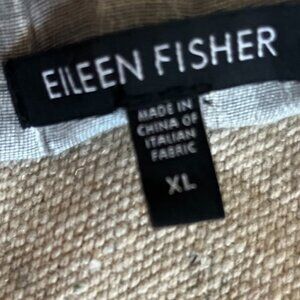 EILEEN FISHER
MADE IN
CHINA OF
ITALIAN
FABRIC
XL